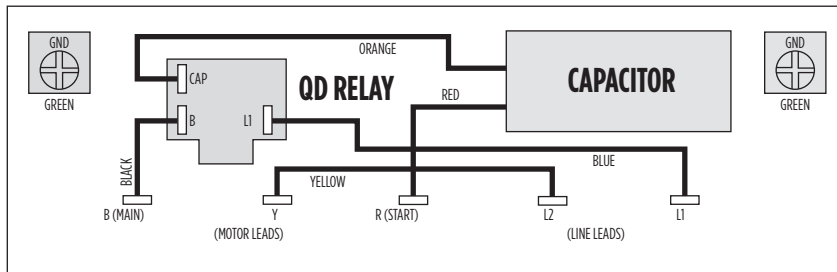 GND
GREEN
ORANGE
CAP
QD RELAY
B
L1
BLACK
RED
CAPACITOR
GND
GREEN
BLUE
YELLOW
B (MAIN)
Y
R (START)
L2
L1
(MOTOR LEADS)
(LINE LEADS)